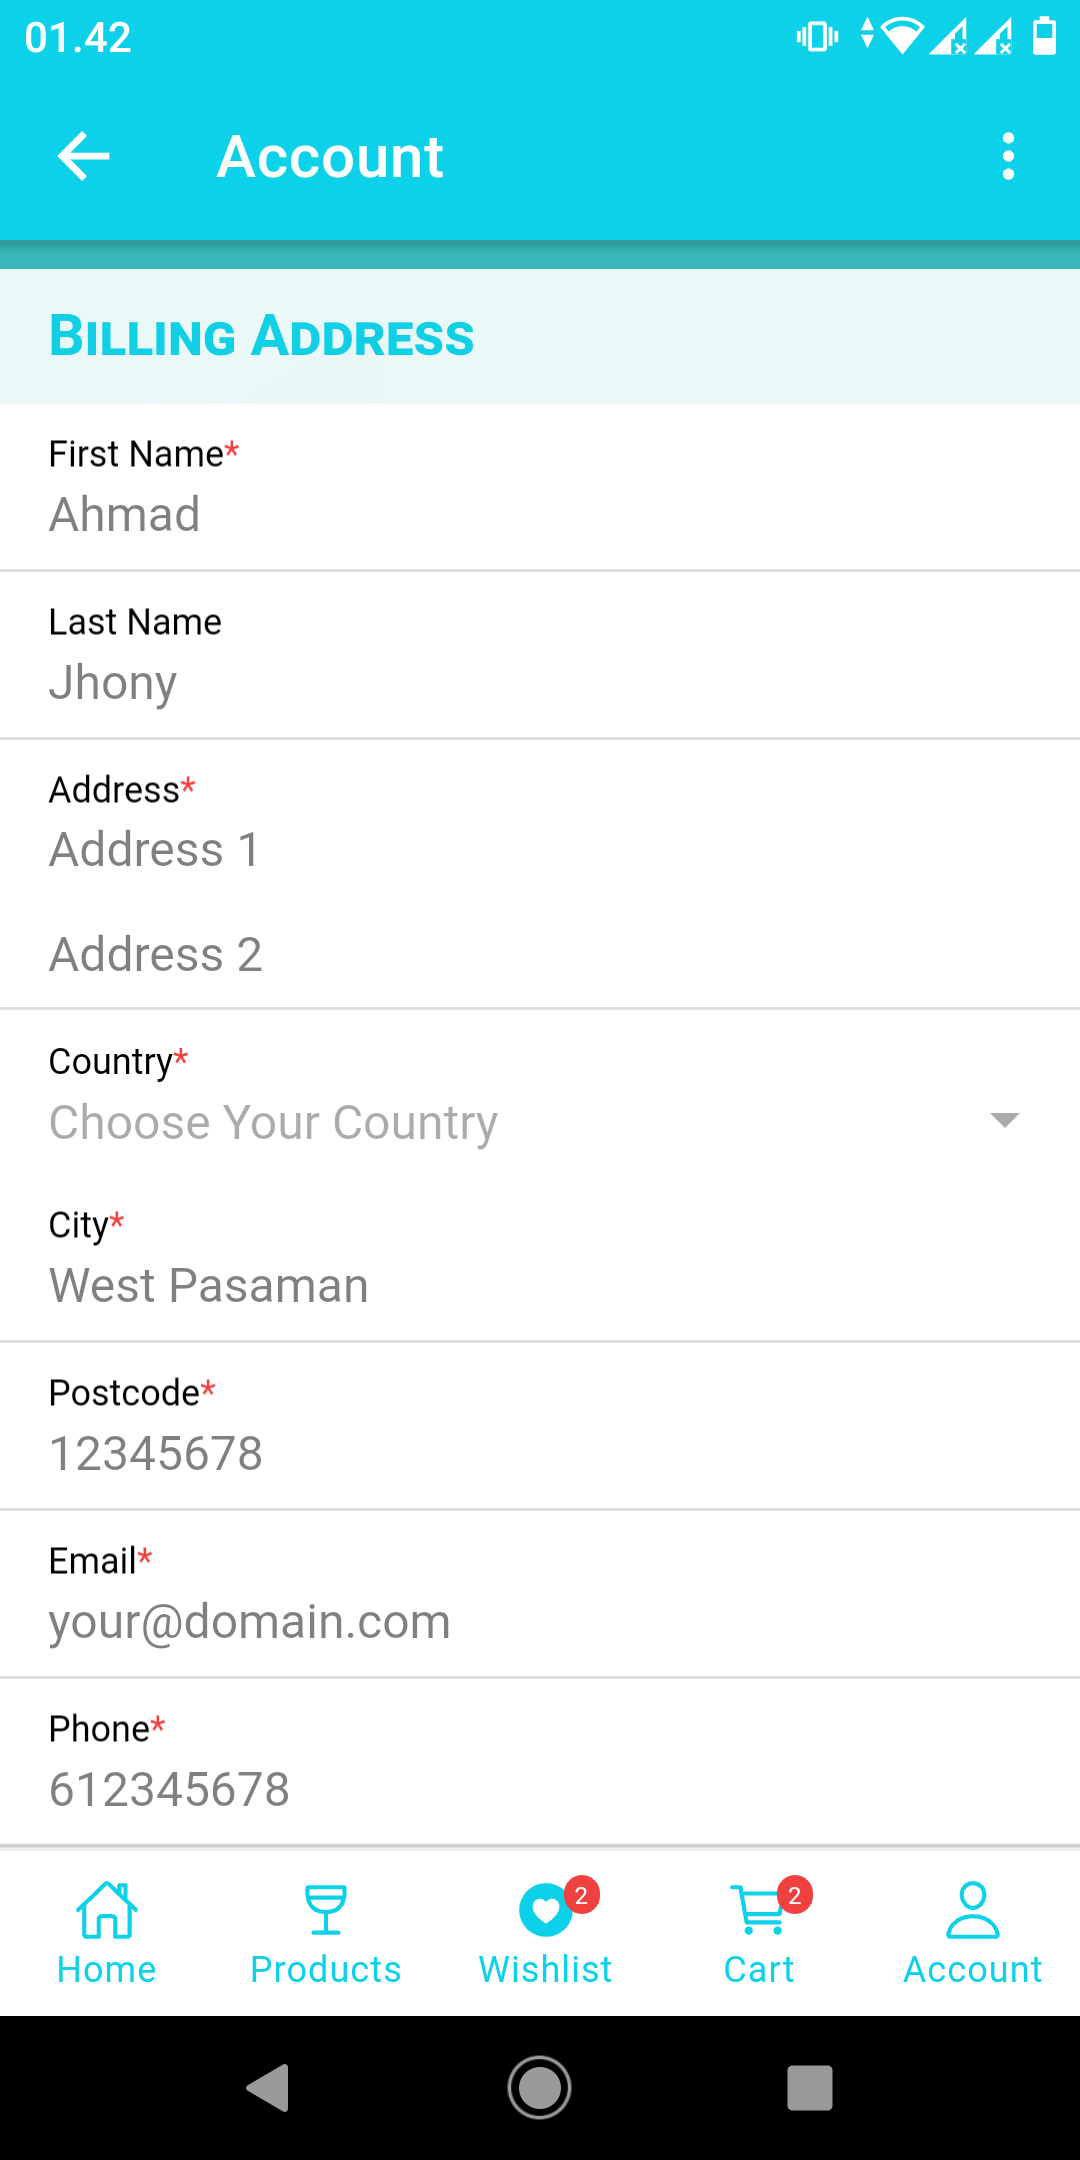 01.42
Account
BILLING ADDRESS
First Name*
Ahmad
Last Name
Jhony
Address*
Address 1
Address 2
Country*
Choose Your Country
City*
West Pasaman
Postcode*
12345678
Email*
your@domain.com
Phone*
612345678
2 2
Home Products Wishlist Cart Account